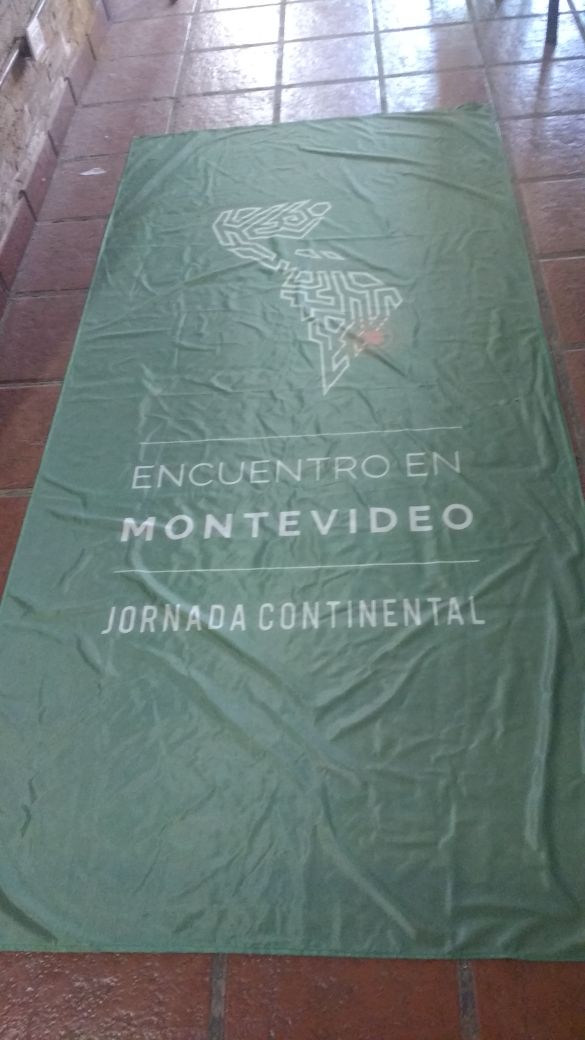 ENCUENTRO EN
MONTEVIDEO
JORNADA CONTINENTAL